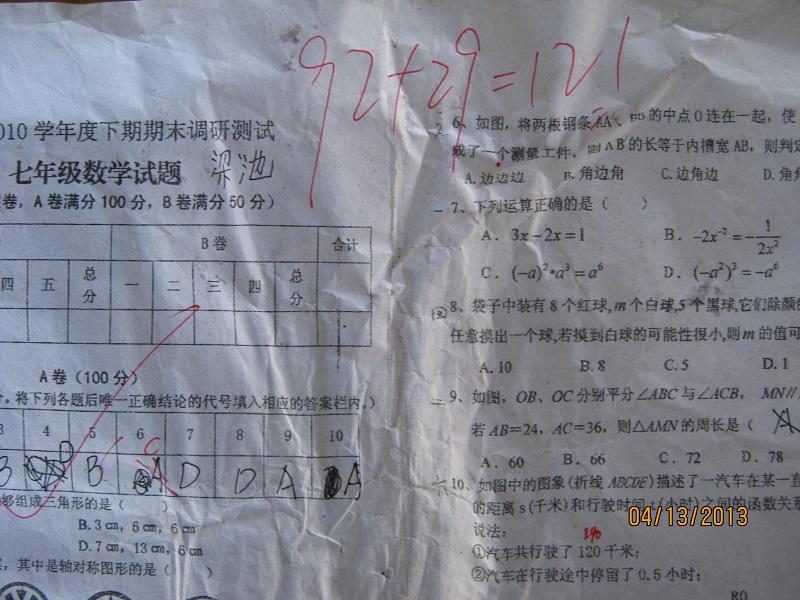 92+29=121
010学年度下期期末调研测试
七年级数学试题 梁池
卷,A卷满分100分,B卷满分50分)
B卷 合计
四 五 总分 一 二 三 四 总分
A卷(100分)
分。将下列各题后唯一正确结论的代号填入相应的答案栏内。)
3 4 5 6 7 8 9 10
B D B A D D A A
C
够组成三角形的是( )
B.3cm,5cm,6cm
D.7cm,13cm,6cm
,其中是轴对称图形的是( )
6、如图,将两根钢条AA'、BB'的中点O连在一起,使
成了一个测量工件,则A'B'的长等于内槽宽AB,则判定
A.边边边 B.角边角 C.边角边 D.角角
7、下列运算正确的是( )
A. 3x-2x=1 B. -2x⁻²=-1/2x²
C. (-a)²•a³=a⁶ D. (-a²)³=-a⁶
8、袋子中装有8个红球,m个白球,5个黑球,它们除颜色
任意摸出一个球,若摸到白球的可能性很小,则m的值可
A.10 B.8 C.5 D.1
9、如图,OB、OC分别平分∠ABC与∠ACB, MN//
若AB=24,AC=36,则△AMN的周长是( A
A. 60 B. 66 C. 72 D. 78
10、如图中的图象(折线ABCDE)描述了一汽车在某一直
的距离s(千米)和行驶时间t(小时)之间的函数关系
说法:
①汽车共行驶了120千米;
②汽车在行驶途中停留了0.5小时;
80
04/13/2013